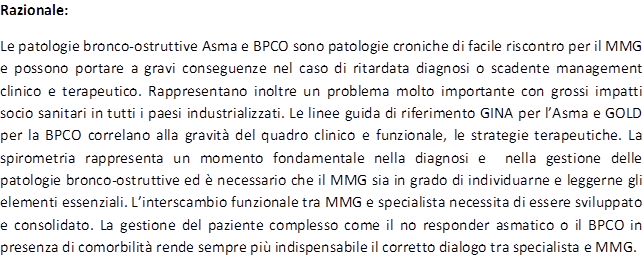 Razionale:
Le patologie bronco-ostruttive Asma e BPCO sono patologie croniche di facile riscontro per il MMG
e possono portare a gravi conseguenze nel caso di ritardata diagnosi o scadente management
clinico e terapeutico. Rappresentano inoltre un problema molto importante con grossi impatti
socio sanitari in tutti i paesi industrializzati. Le linee guida di riferimento GINA per l’Asma e GOLD
per la BPCO correlano alla gravità del quadro clinico e funzionale, le strategie terapeutiche. La
spirometria rappresenta un momento fondamentale nella diagnosi e nella gestione delle
patologie bronco-ostruttive ed è necessario che il MMG sia in grado di individuarne e leggerne gli
elementi essenziali. L’interscambio funzionale tra MMG e specialista necessita di essere sviluppato
e consolidato. La gestione del paziente complesso come il no responder asmatico o il BPCO in
presenza di comorbilità rende sempre più indispensabile il corretto dialogo tra specialista e MMG.